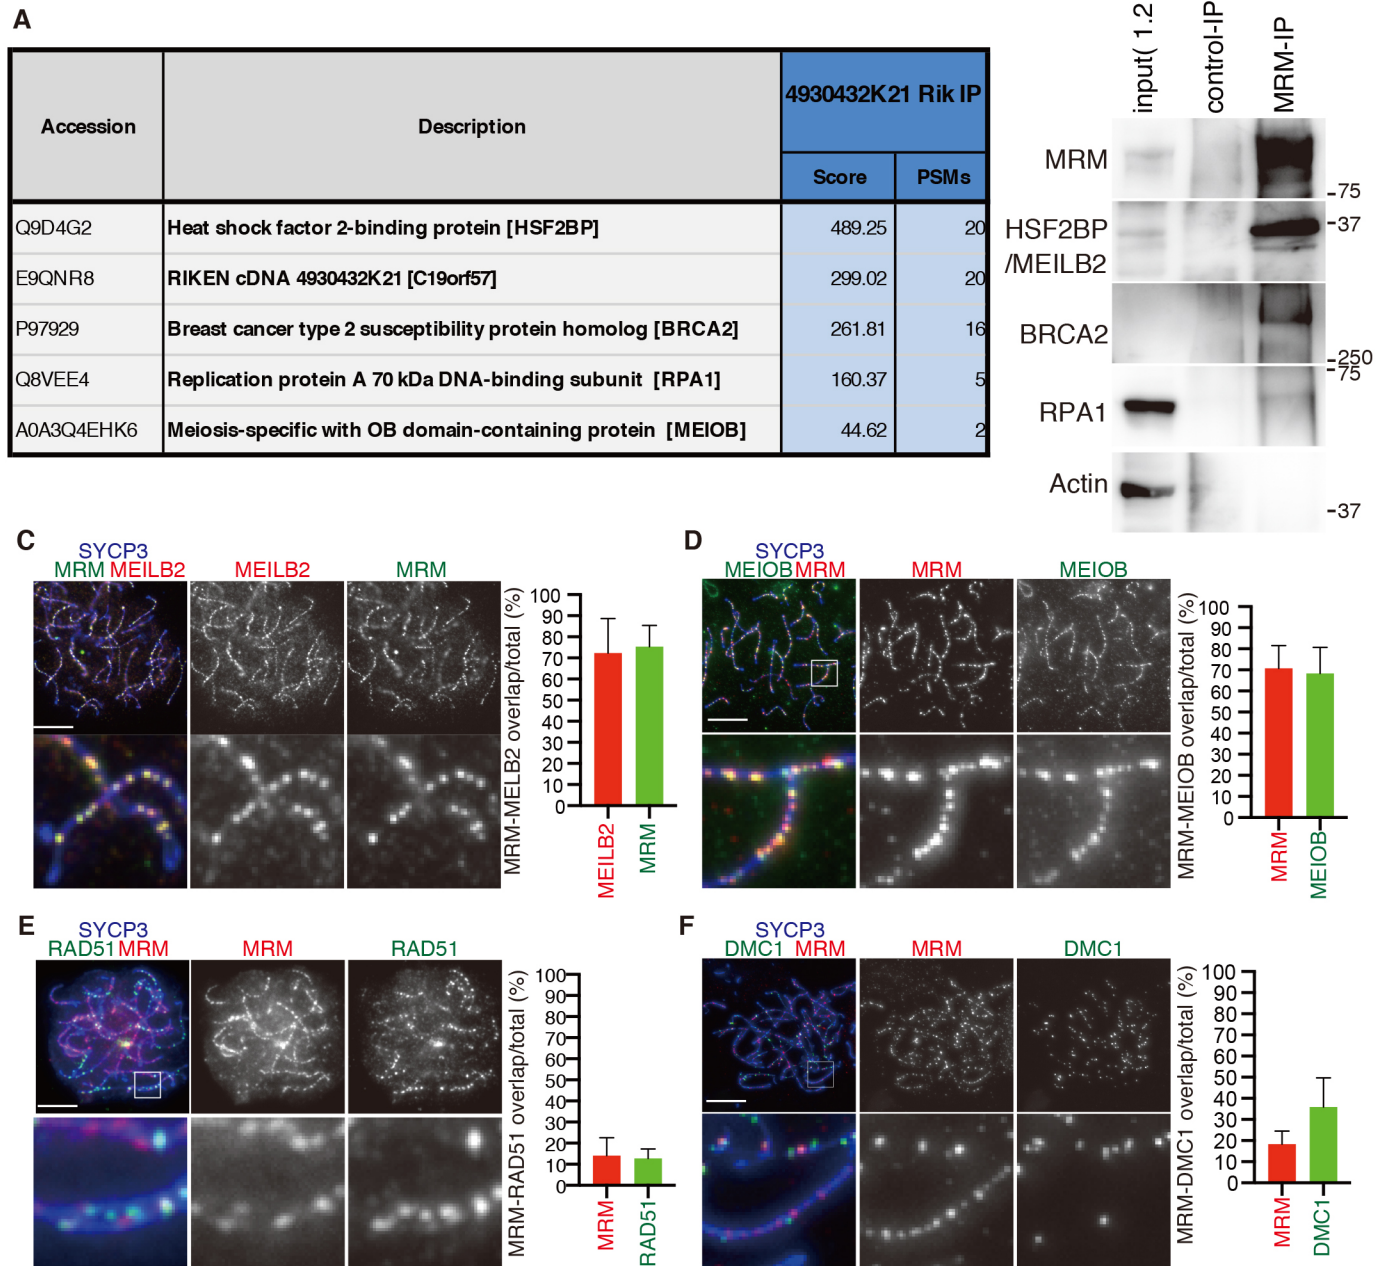 A
Accession Description 4930432K21 Rik IP
Score PSMs
Q9D4G2 Heat shock factor 2-binding protein [HSF2BP] 489.25 20
E9QNR8 RIKEN cDNA 4930432K21 [C19orf57] 299.02 20
P97929 Breast cancer type 2 susceptibility protein homolog [BRCA2] 261.81 16
Q8VEE4 Replication protein A 70 kDa DNA-binding subunit [RPA1] 160.37 5
A0A3Q4EHK6 Meiosis-specific with OB domain-containing protein [MEIOB] 44.62 2
input( 1.2
control-IP
MRM-IP
MRM
-75
HSF2BP
/MEILB2
-37
BRCA2
-250
-75
RPA1
Actin
-37
C
SYCP3
MRM MEILB2
MEILB2
MRM
MRM-MELB2 overlap/total (%)
100
90
80
70
60
50
40
30
20
10
0
MEILB2
MRM
D
SYCP3
MEIOB MRM
MRM
MEIOB
MRM-MEIOB overlap/total (%)
100
90
80
70
60
50
40
30
20
10
0
MRM
MEIOB
E
SYCP3
RAD51 MRM
MRM
RAD51
MRM-RAD51 overlap/total (%)
100
90
80
70
60
50
40
30
20
10
0
MRM
RAD51
F
SYCP3
DMC1 MRM
MRM
DMC1
MRM-DMC1 overlap/total (%)
100
90
80
70
60
50
40
30
20
10
0
MRM
DMC1